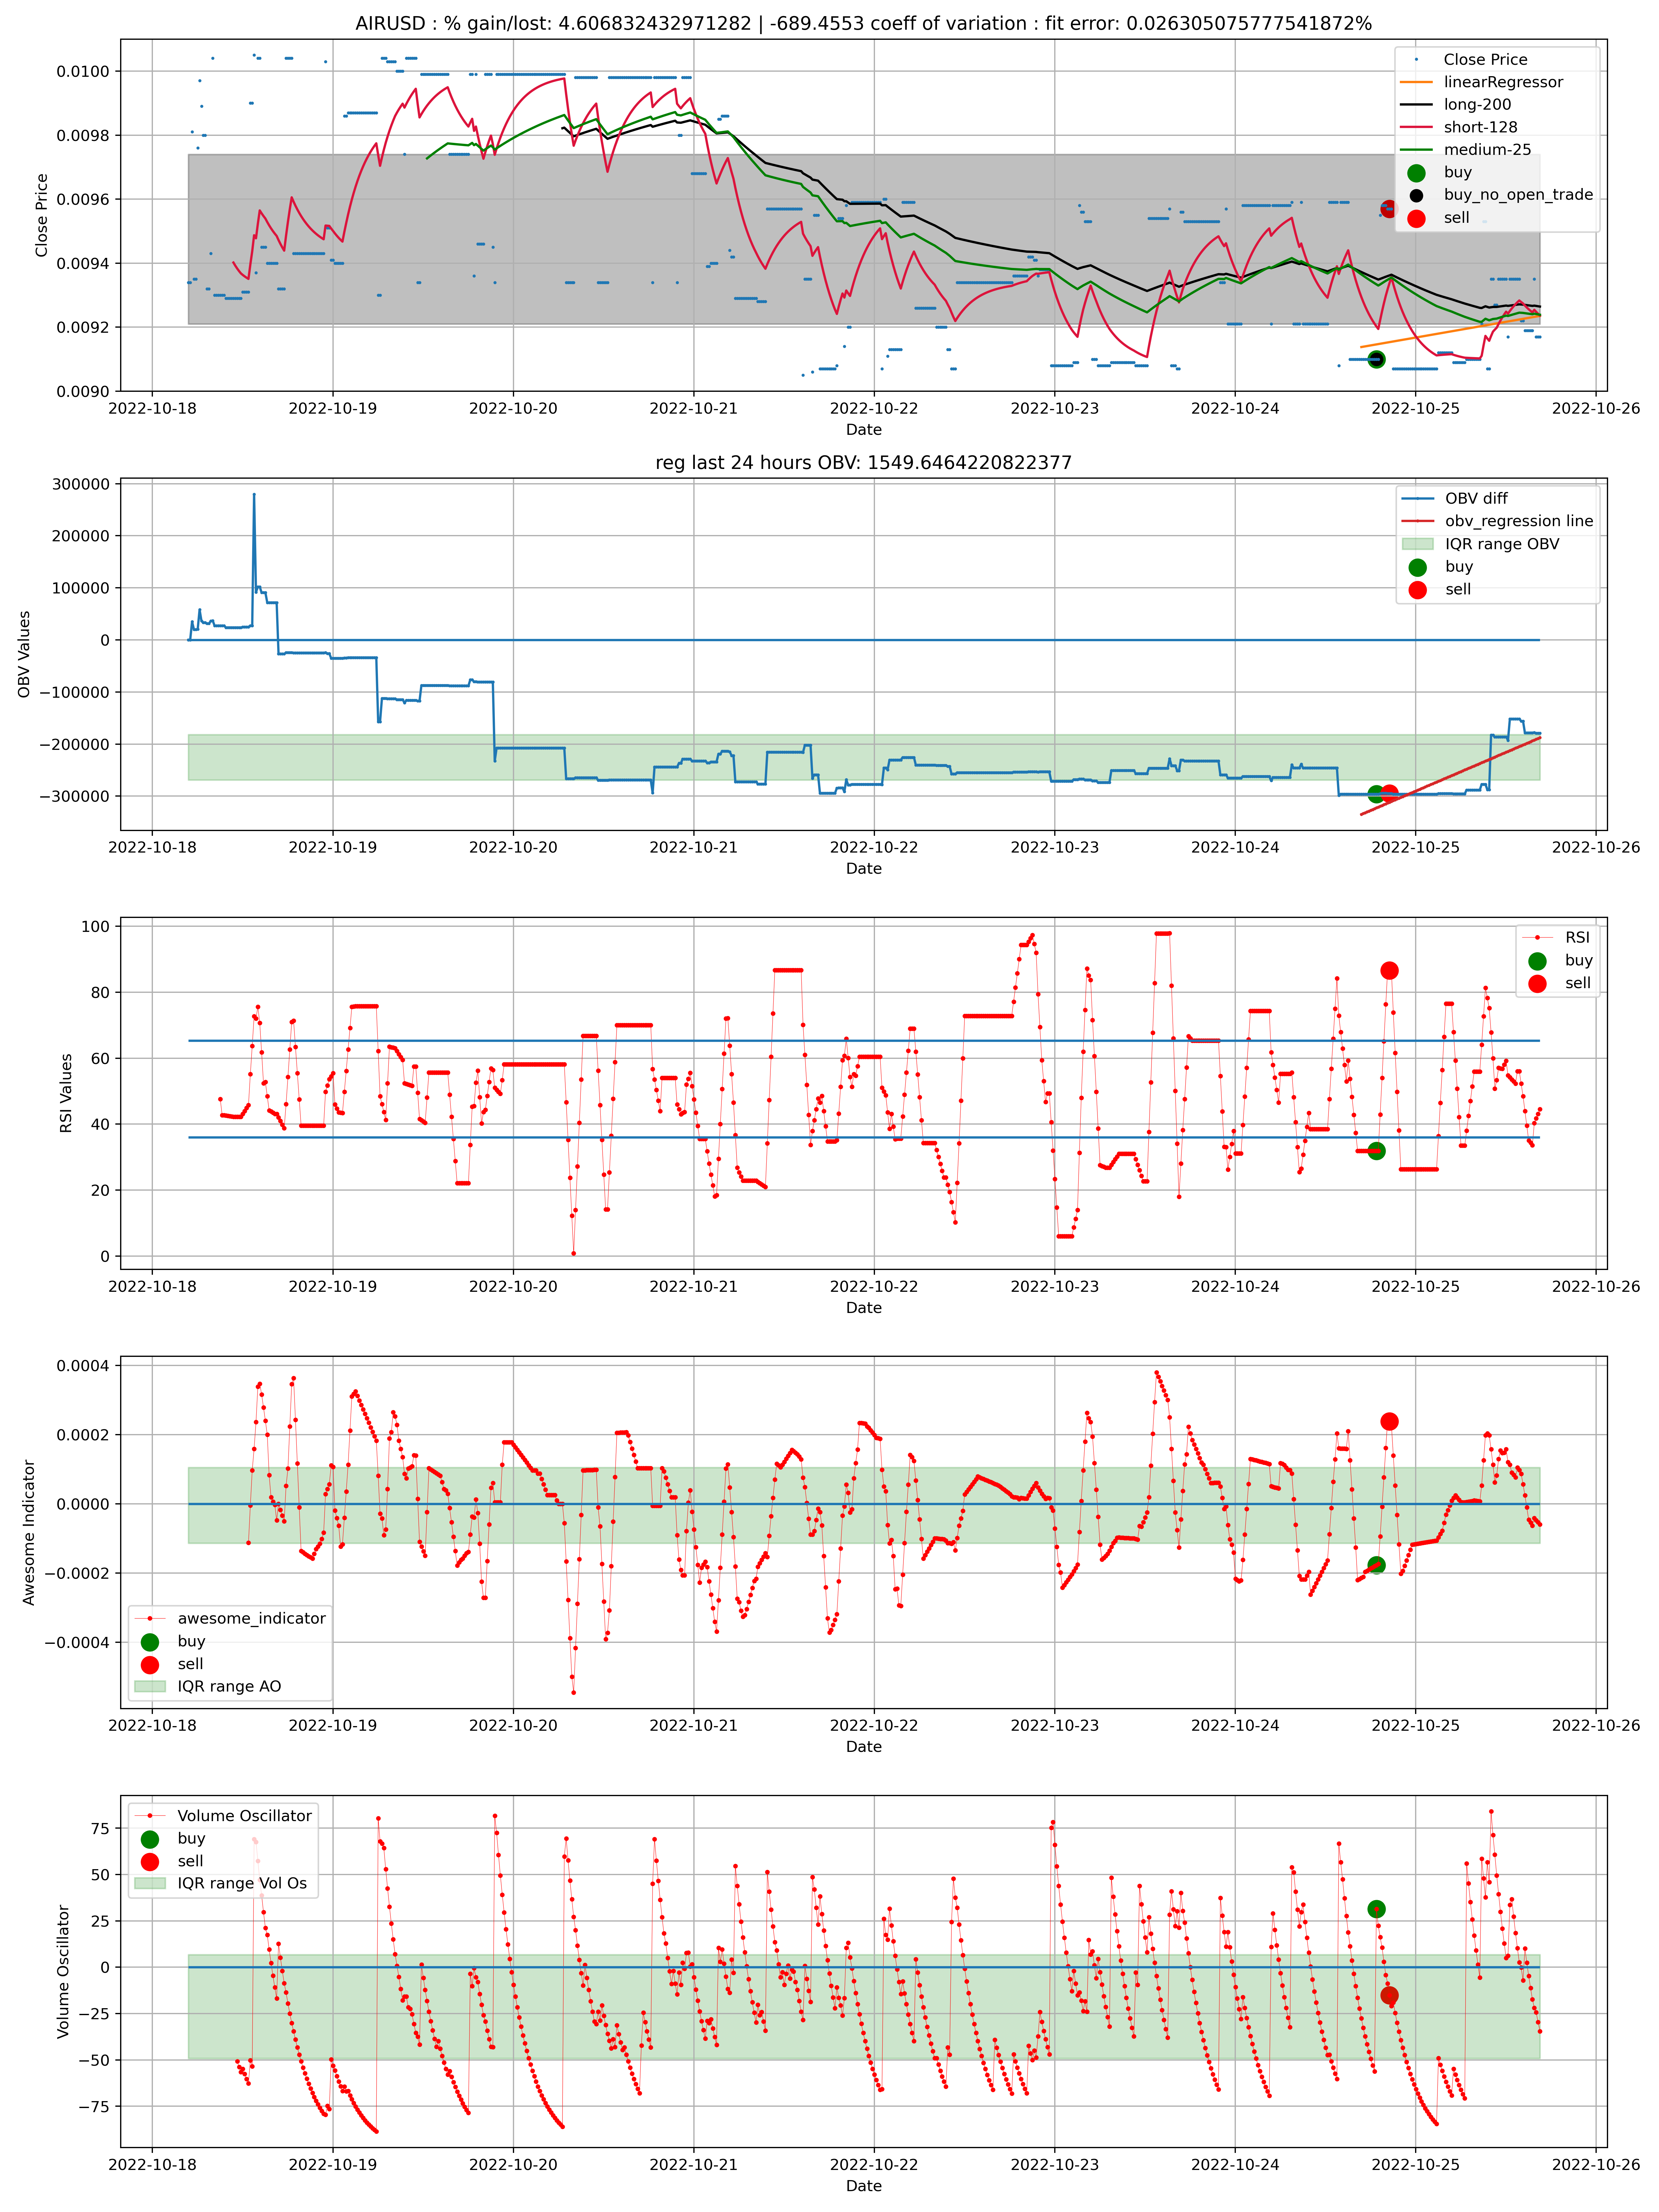 AIRUSD : % gain/lost: 4.606832432971282 | -689.4553 coeff of variation : fit error: 0.026305075777541872%
Close Price
0.0100
0.0098
0.0096
0.0094
0.0092
0.0090
Close Price
linearRegressor
long-200
short-128
medium-25
buy
buy_no_open_trade
sell
2022-10-18 2022-10-19 2022-10-20 2022-10-21 2022-10-22 2022-10-23 2022-10-24 2022-10-25 2022-10-26
Date
reg last 24 hours OBV: 1549.6464220822377
OBV Values
300000
200000
100000
0
−100000
−200000
−300000
OBV diff
obv_regression line
IQR range OBV
buy
sell
2022-10-18 2022-10-19 2022-10-20 2022-10-21 2022-10-22 2022-10-23 2022-10-24 2022-10-25 2022-10-26
Date
RSI Values
100
80
60
40
20
0
RSI
buy
sell
2022-10-18 2022-10-19 2022-10-20 2022-10-21 2022-10-22 2022-10-23 2022-10-24 2022-10-25 2022-10-26
Date
Awesome Indicator
0.0004
0.0002
0.0000
−0.0002
−0.0004
awesome_indicator
buy
sell
IQR range AO
2022-10-18 2022-10-19 2022-10-20 2022-10-21 2022-10-22 2022-10-23 2022-10-24 2022-10-25 2022-10-26
Date
Volume Oscillator
75
50
25
0
−25
−50
−75
Volume Oscillator
buy
sell
IQR range Vol Os
2022-10-18 2022-10-19 2022-10-20 2022-10-21 2022-10-22 2022-10-23 2022-10-24 2022-10-25 2022-10-26
Date